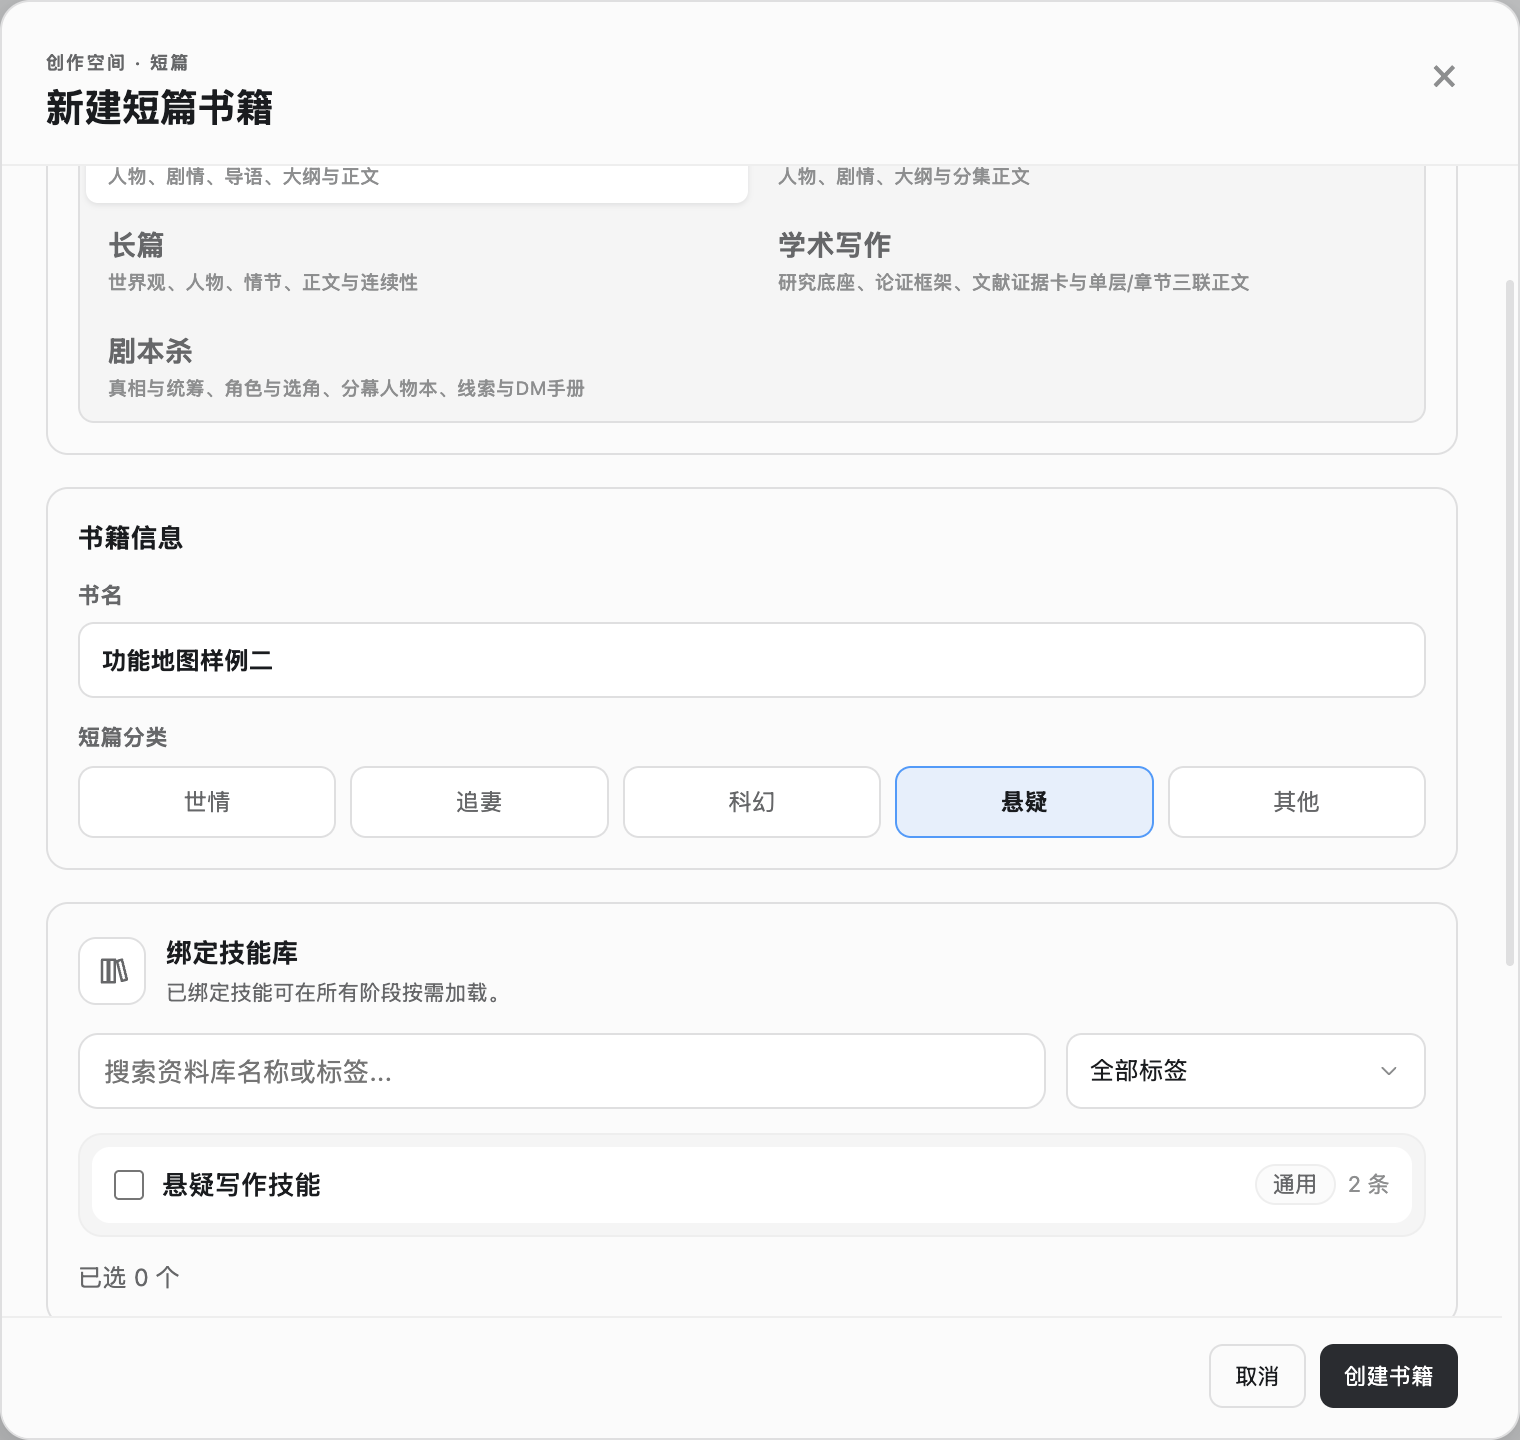 创作空间 · 短篇
新建短篇书籍
人物、剧情、导语、大纲与正文
人物、剧情、大纲与分集正文
长篇
世界观、人物、情节、正文与连续性
学术写作
研究底座、论证框架、文献证据卡与单层/章节三联正文
剧本杀
真相与统筹、角色与选角、分幕人物本、线索与DM手册
书籍信息
书名
功能地图样例二
短篇分类
世情
追妻
科幻
悬疑
其他
绑定技能库
已绑定技能可在所有阶段按需加载。
搜索资料库名称或标签...
全部标签
悬疑写作技能
通用
2 条
已选 0 个
取消
创建书籍